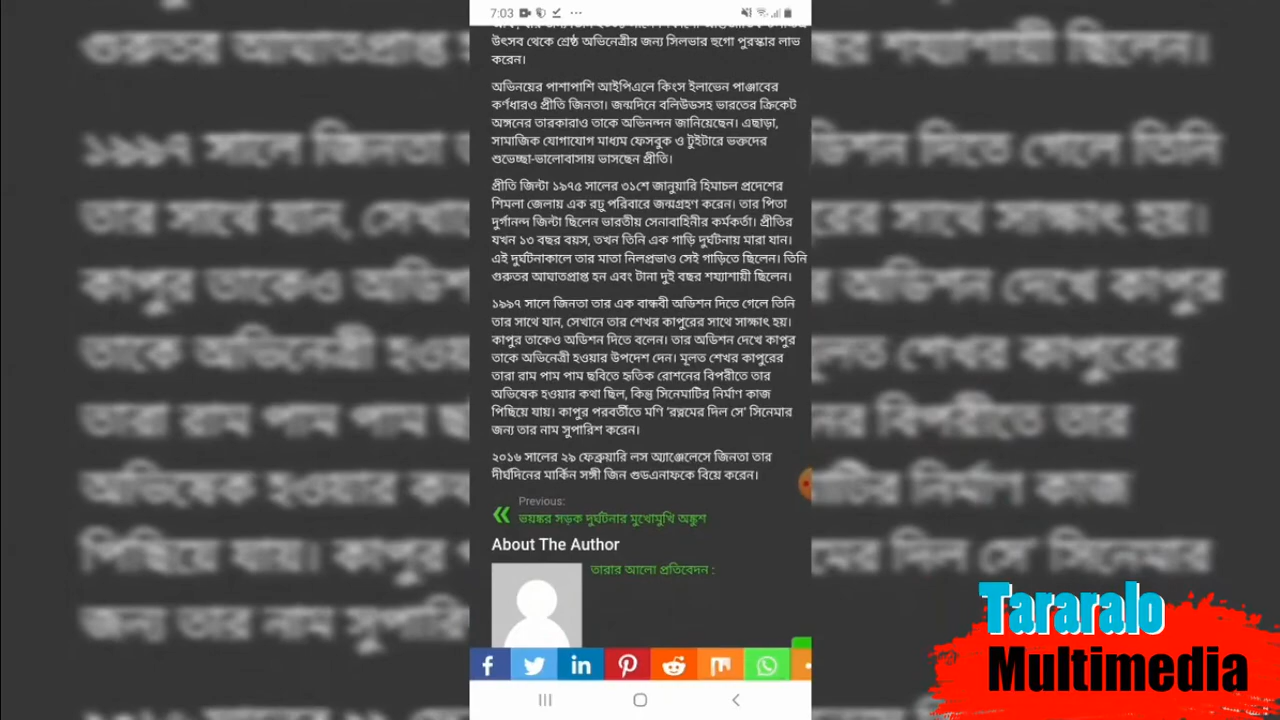 7:03
উৎসব থেকে শ্রেষ্ঠ অভিনেত্রীর জন্য সিলভার হুগো পুরস্কার লাভ
করেন।
অভিনয়ের পাশাপাশি আইপিএলে কিংস ইলাভেন পাঞ্জাবের
কর্ণধারও প্রীতি জিনতা। জন্মদিনে বলিউডসহ ভারতের ক্রিকেট
অঙ্গনের তারকারাও তাকে অভিনন্দন জানিয়েছেন। এছাড়া,
সামাজিক যোগাযোগ মাধ্যম ফেসবুক ও টুইটারে ভক্তদের
শুভেচ্ছা-ভালোবাসায় ভাসছেন প্রীতি।
প্রীতি জিন্টা ১৯৭৫ সালের ৩১শে জানুয়ারি হিমাচল প্রদেশের
শিমলা জেলায় এক রঢ়ু পরিবারে জন্মগ্রহণ করেন। তার পিতা
দুর্গানন্দ জিন্টা ছিলেন ভারতীয় সেনাবাহিনীর কর্মকর্তা। প্রীতির
যখন ১৩ বছর বয়স, তখন তিনি এক গাড়ি দুর্ঘটনায় মারা যান।
এই দুর্ঘটনাকালে তার মাতা নিলপ্রভাও সেই গাড়িতে ছিলেন। তিনি
গুরুতর আঘাতপ্রাপ্ত হন এবং টানা দুই বছর শয্যাশায়ী ছিলেন।
১৯৯৭ সালে জিনতা তার এক বান্ধবী অডিশন দিতে গেলে তিনি
তার সাথে যান, সেখানে তার শেখর কাপুরের সাথে সাক্ষাৎ হয়।
কাপুর তাকেও অডিশন দিতে বলেন। তার অডিশন দেখে কাপুর
তাকে অভিনেত্রী হওয়ার উপদেশ দেন। মূলত শেখর কাপুরের
তারা রাম পাম পাম ছবিতে হৃতিক রোশনের বিপরীতে তার
অভিষেক হওয়ার কথা ছিল, কিন্তু সিনেমাটির নির্মাণ কাজ
পিছিয়ে যায়। কাপুর পরবর্তীতে মণি ‘রত্নমের দিল সে’ সিনেমার
জন্য তার নাম সুপারিশ করেন।
২০১৬ সালের ২৯ ফেব্রুয়ারি লস অ্যাঞ্জেলেসে জিনতা তার
দীর্ঘদিনের মার্কিন সঙ্গী জিন গুডএনাফকে বিয়ে করেন।
Previous:
ভয়ঙ্কর সড়ক দুর্ঘটনার মুখোমুখি অঙ্কুশ
About The Author
তারার আলো প্রতিবেদন :
Tararalo
Multimedia